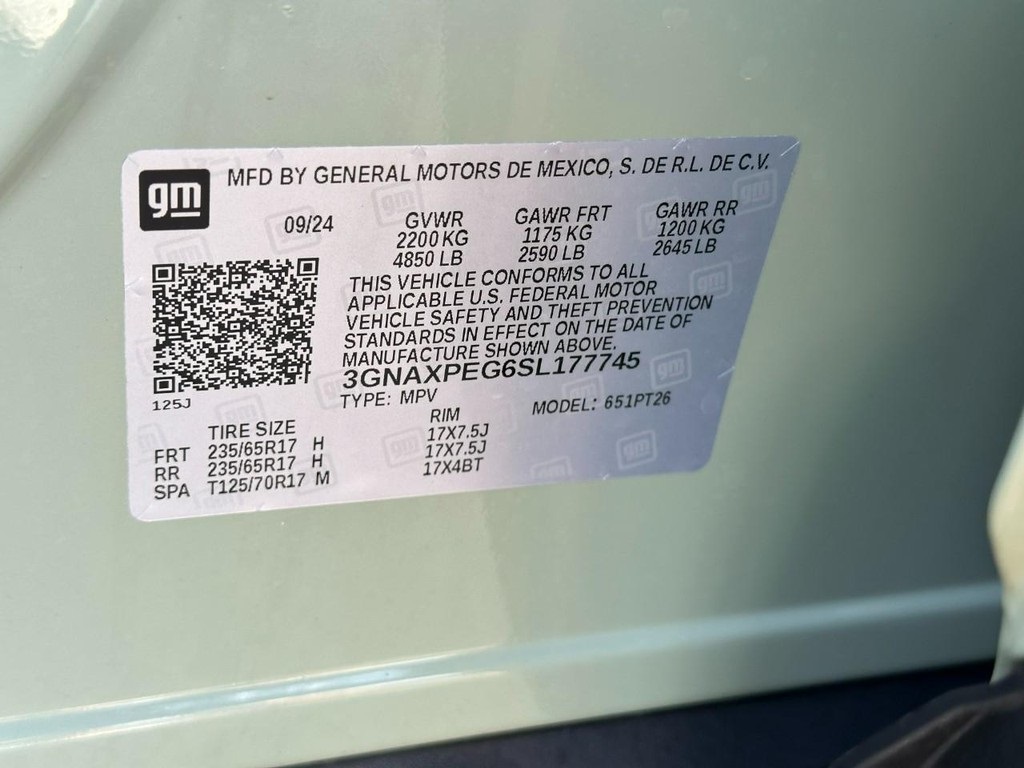 gm
MFD BY GENERAL MOTORS DE MEXICO, S. DE R.L. DE C.V.
09/24
GVWR GAWR FRT GAWR RR
2200 KG 1175 KG 1200 KG
4850 LB 2590 LB 2645 LB
THIS VEHICLE CONFORMS TO ALL
APPLICABLE U.S. FEDERAL MOTOR
VEHICLE SAFETY AND THEFT PREVENTION
STANDARDS IN EFFECT ON THE DATE OF
MANUFACTURE SHOWN ABOVE.
3GNAXPEG6SL177745
125J
TYPE: MPV MODEL: 651PT26
TIRE SIZE RIM
FRT 235/65R17 H 17X7.5J
RR 235/65R17 H 17X7.5J
SPA T125/70R17 M 17X4BT